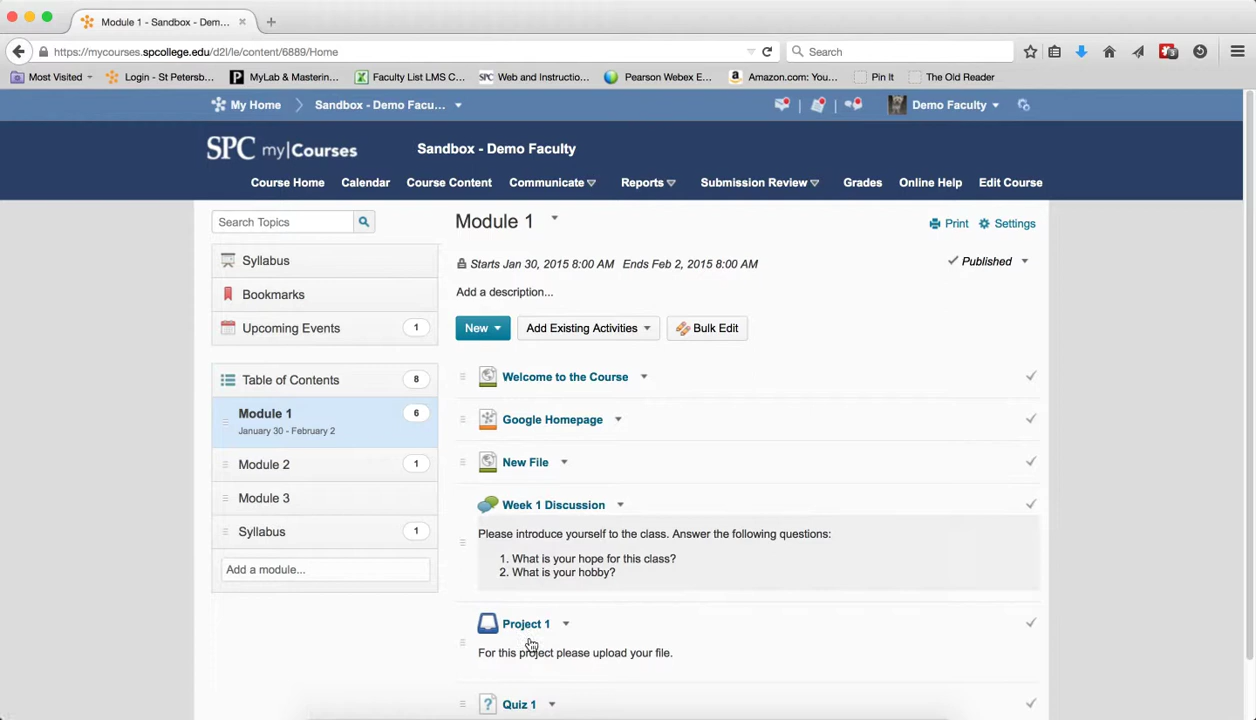 Module 1 - Sandbox - Dem...
https://mycourses.spcollege.edu/d2l/le/content/6889/Home
Search
Most Visited
Login - St Petersb...
MyLab & Mastering...
Faculty List LMS C...
SPC Web and Instructio...
Pearson Webex E...
Amazon.com: You...
Pin It
The Old Reader
My Home
Sandbox - Demo Facu...
Demo Faculty
SPC my|Courses
Sandbox - Demo Faculty
Course Home
Calendar
Course Content
Communicate
Reports
Submission Review
Grades
Online Help
Edit Course
Search Topics
Syllabus
Bookmarks
Upcoming Events 1
Table of Contents 8
Module 1 6
January 30 - February 2
Module 2 1
Module 3
Syllabus 1
Add a module...
Module 1
Print
Settings
Starts Jan 30, 2015 8:00 AM Ends Feb 2, 2015 8:00 AM
Published
Add a description...
New
Add Existing Activities
Bulk Edit
Welcome to the Course
Google Homepage
New File
Week 1 Discussion
Please introduce yourself to the class. Answer the following questions:
1. What is your hope for this class?
2. What is your hobby?
Project 1
For this project please upload your file.
Quiz 1